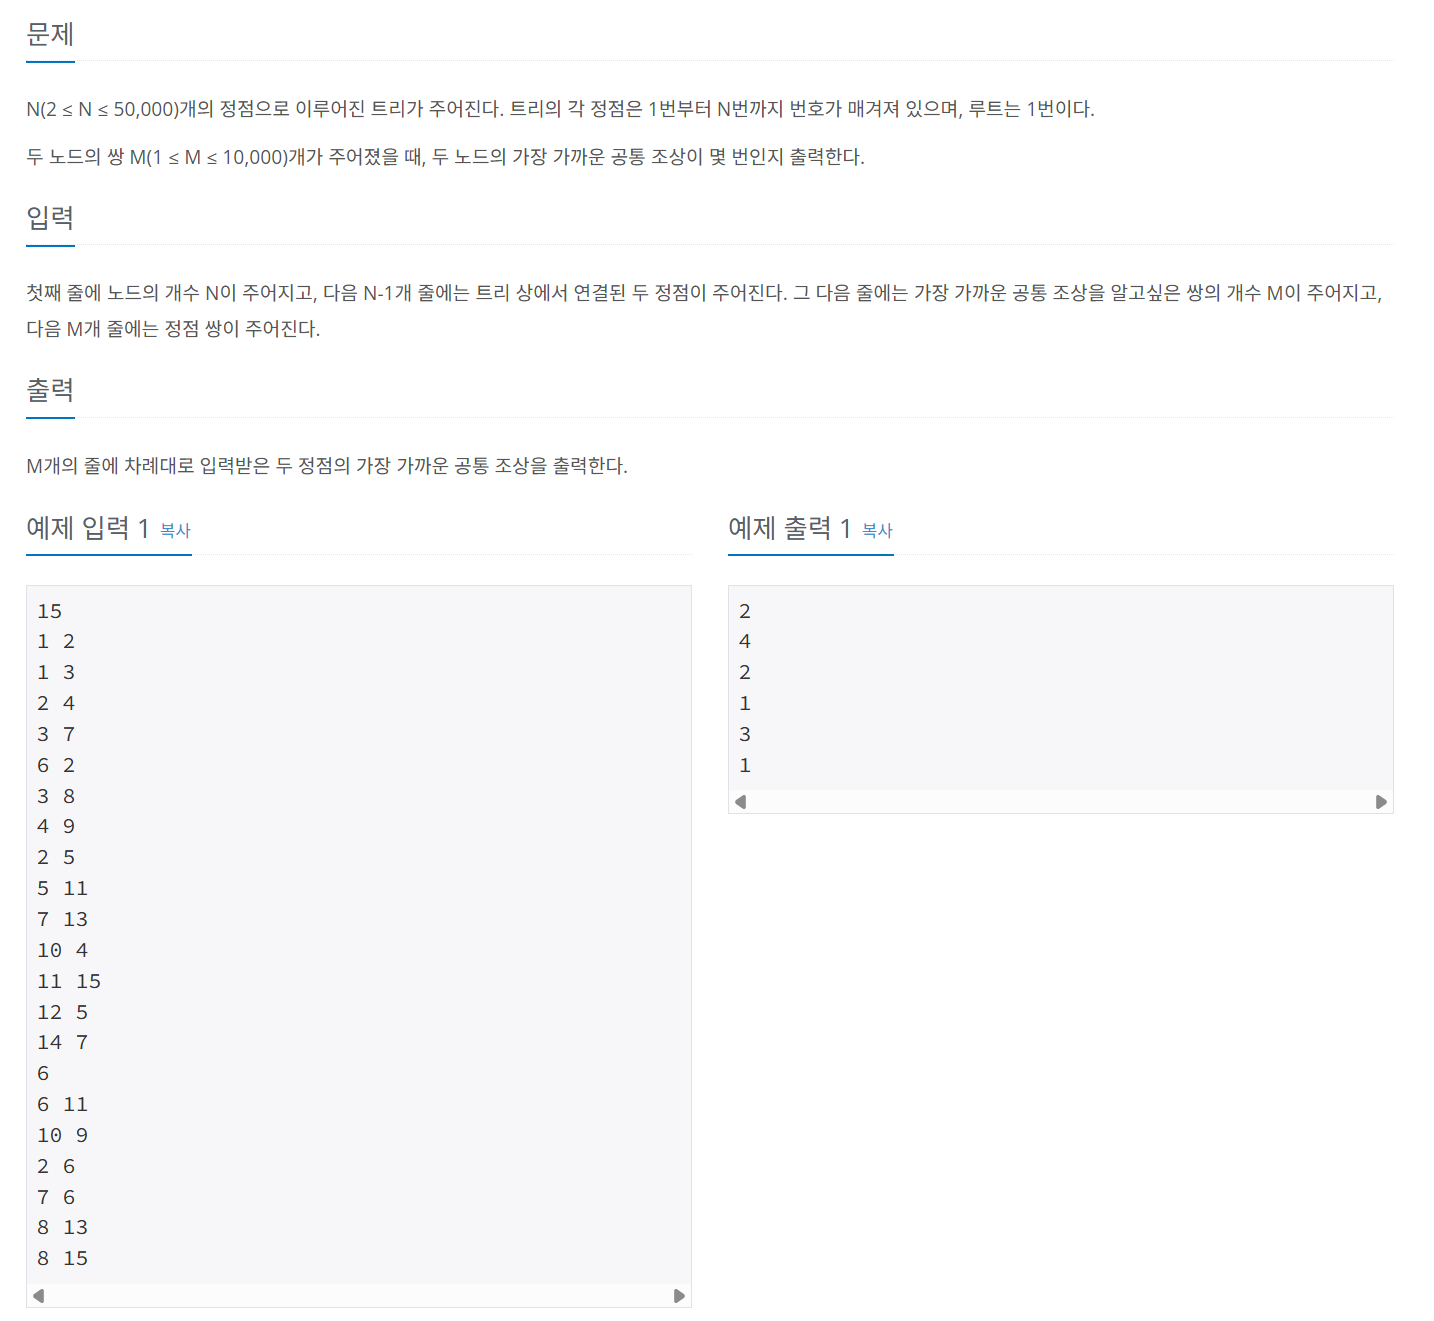 문제
N(2 ≤ N ≤ 50,000)개의 정점으로 이루어진 트리가 주어진다. 트리의 각 정점은 1번부터 N번까지 번호가 매겨져 있으며, 루트는 1번이다.
두 노드의 쌍 M(1 ≤ M ≤ 10,000)개가 주어졌을 때, 두 노드의 가장 가까운 공통 조상이 몇 번인지 출력한다.
입력
첫째 줄에 노드의 개수 N이 주어지고, 다음 N-1개 줄에는 트리 상에서 연결된 두 정점이 주어진다. 그 다음 줄에는 가장 가까운 공통 조상을 알고싶은 쌍의 개수 M이 주어지고,
다음 M개 줄에는 정점 쌍이 주어진다.
출력
M개의 줄에 차례대로 입력받은 두 정점의 가장 가까운 공통 조상을 출력한다.
예제 입력 1 복사
15
1 2
1 3
2 4
3 7
6 2
3 8
4 9
2 5
5 11
7 13
10 4
11 15
12 5
14 7
6
6 11
10 9
2 6
7 6
8 13
8 15
예제 출력 1 복사
2
4
2
1
3
1